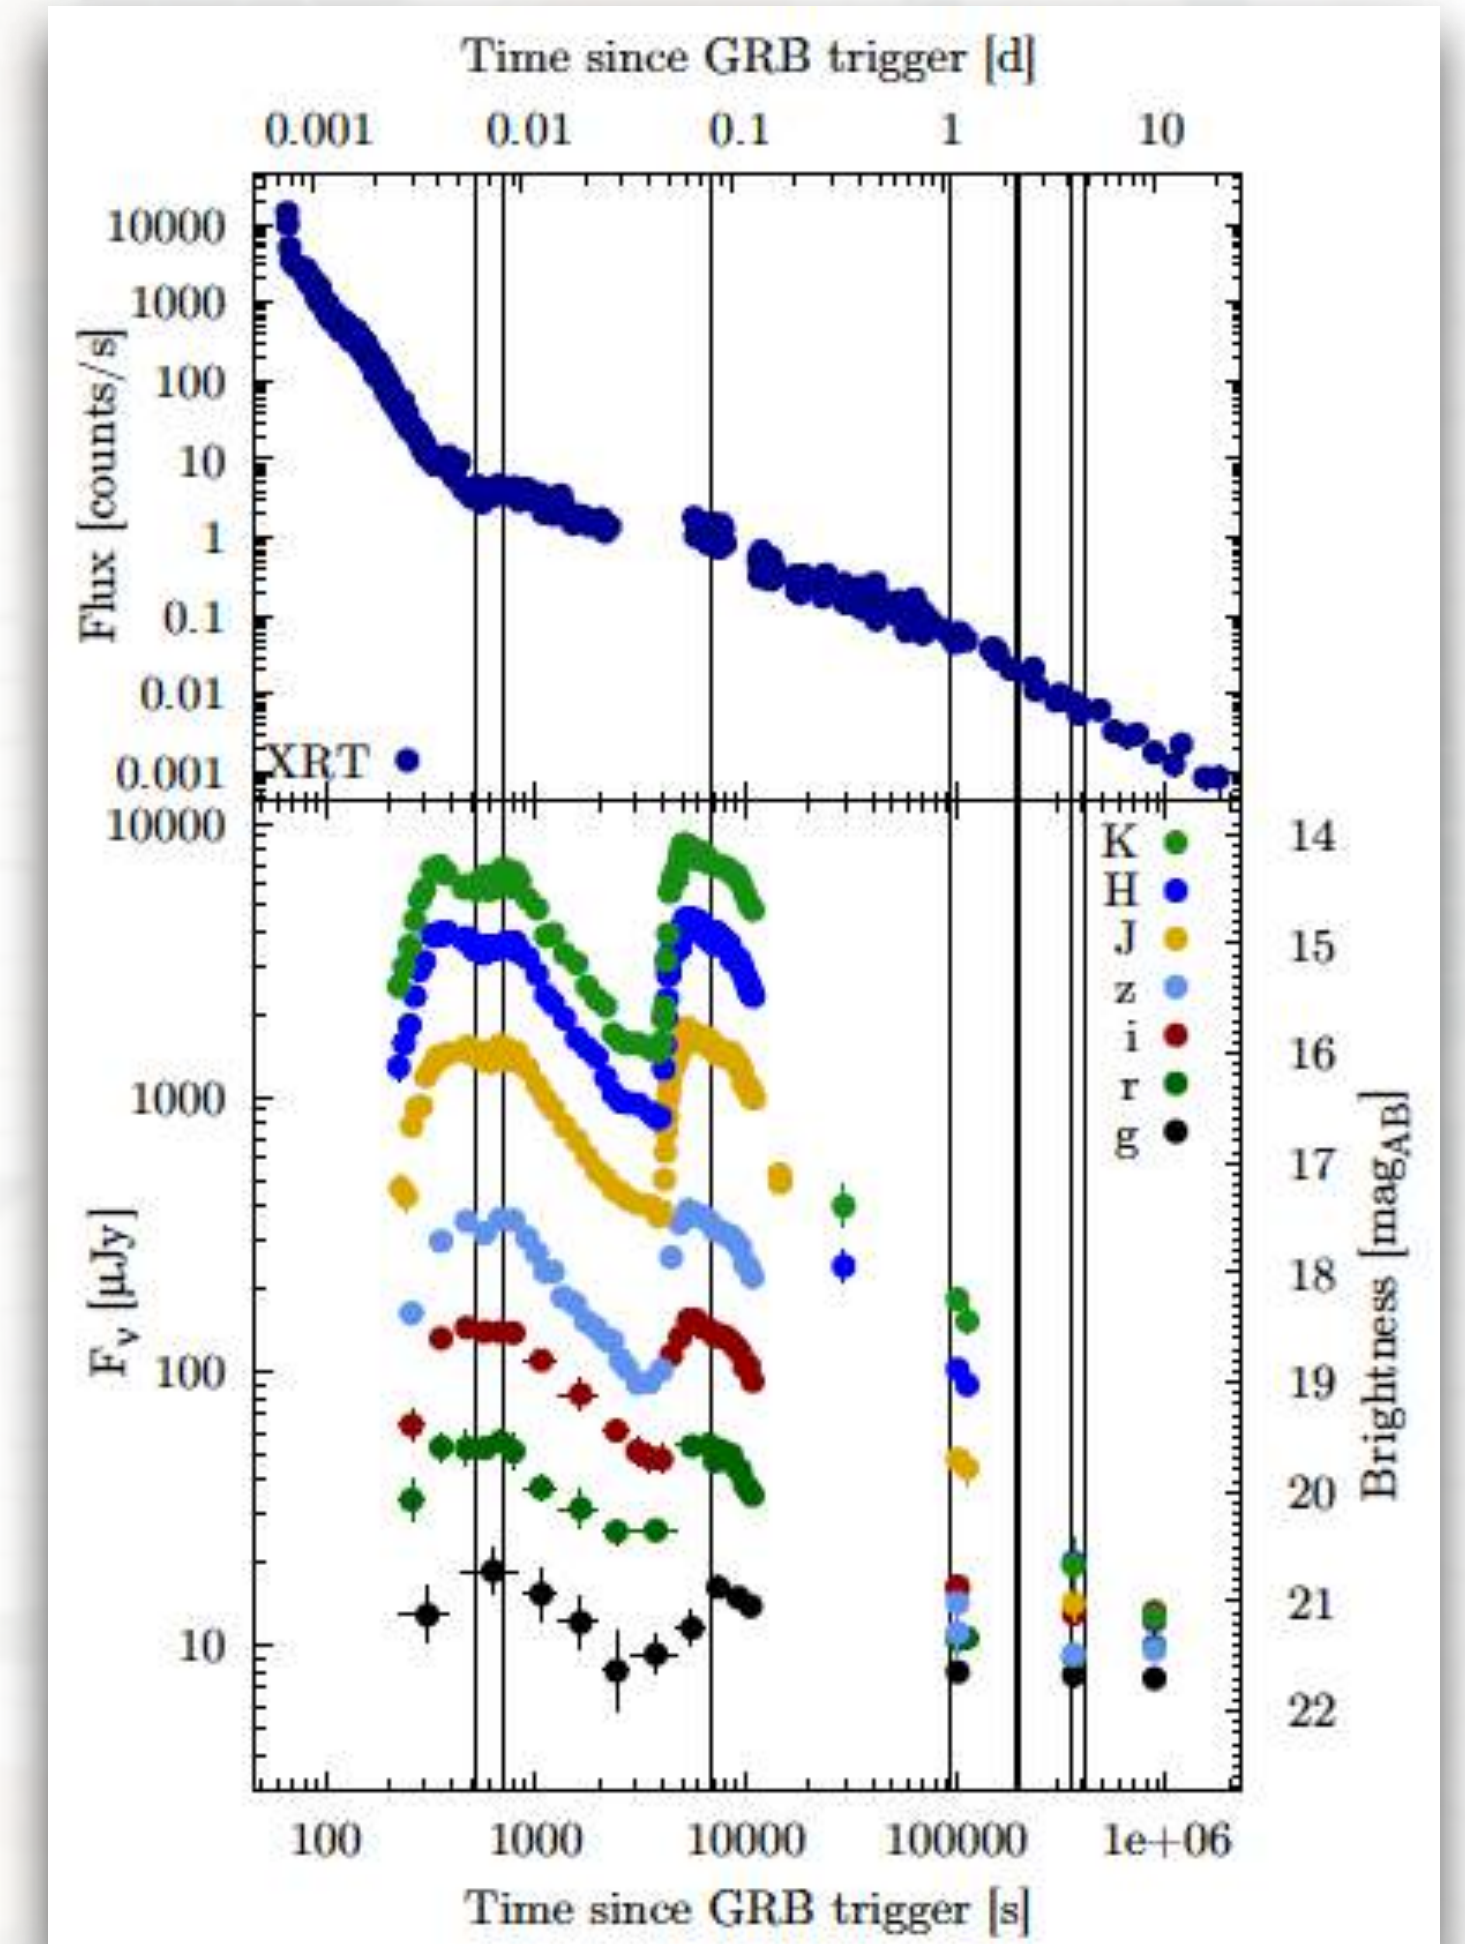 Time since GRB trigger [d]
0.001 0.01 0.1 1 10
Flux [counts/s]
10000
1000
100
10
1
0.1
0.01
0.001
XRT
Fν [μJy]
10000
1000
100
10
K
H
J
z
i
r
g
14
15
16
17
18
19
20
21
22
Brightness [magAB]
100 1000 10000 100000 1e+06
Time since GRB trigger [s]